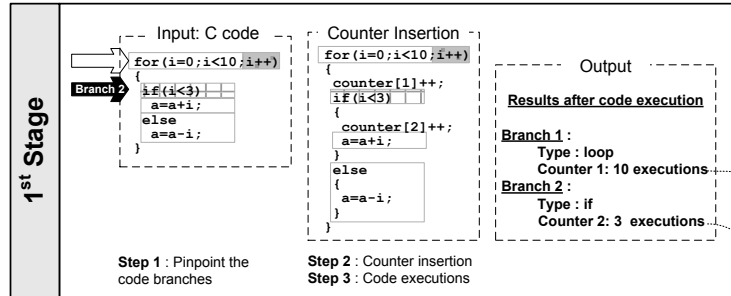 1st Stage
Input: C code
for(i=0;i<10;i++)
{
Branch 2
if(i<3)
a=a+i;
else
a=a-i;
}
Step 1 : Pinpoint the
code branches
Counter Insertion
for(i=0;i<10;i++)
{
counter[1]++;
if(i<3)
{
counter[2]++;
a=a+i;
}
else
{
a=a-i;
}
}
Step 2 : Counter insertion
Step 3 : Code executions
Output
Results after code execution
Branch 1 :
Type : loop
Counter 1: 10 executions
Branch 2 :
Type : if
Counter 2: 3 executions